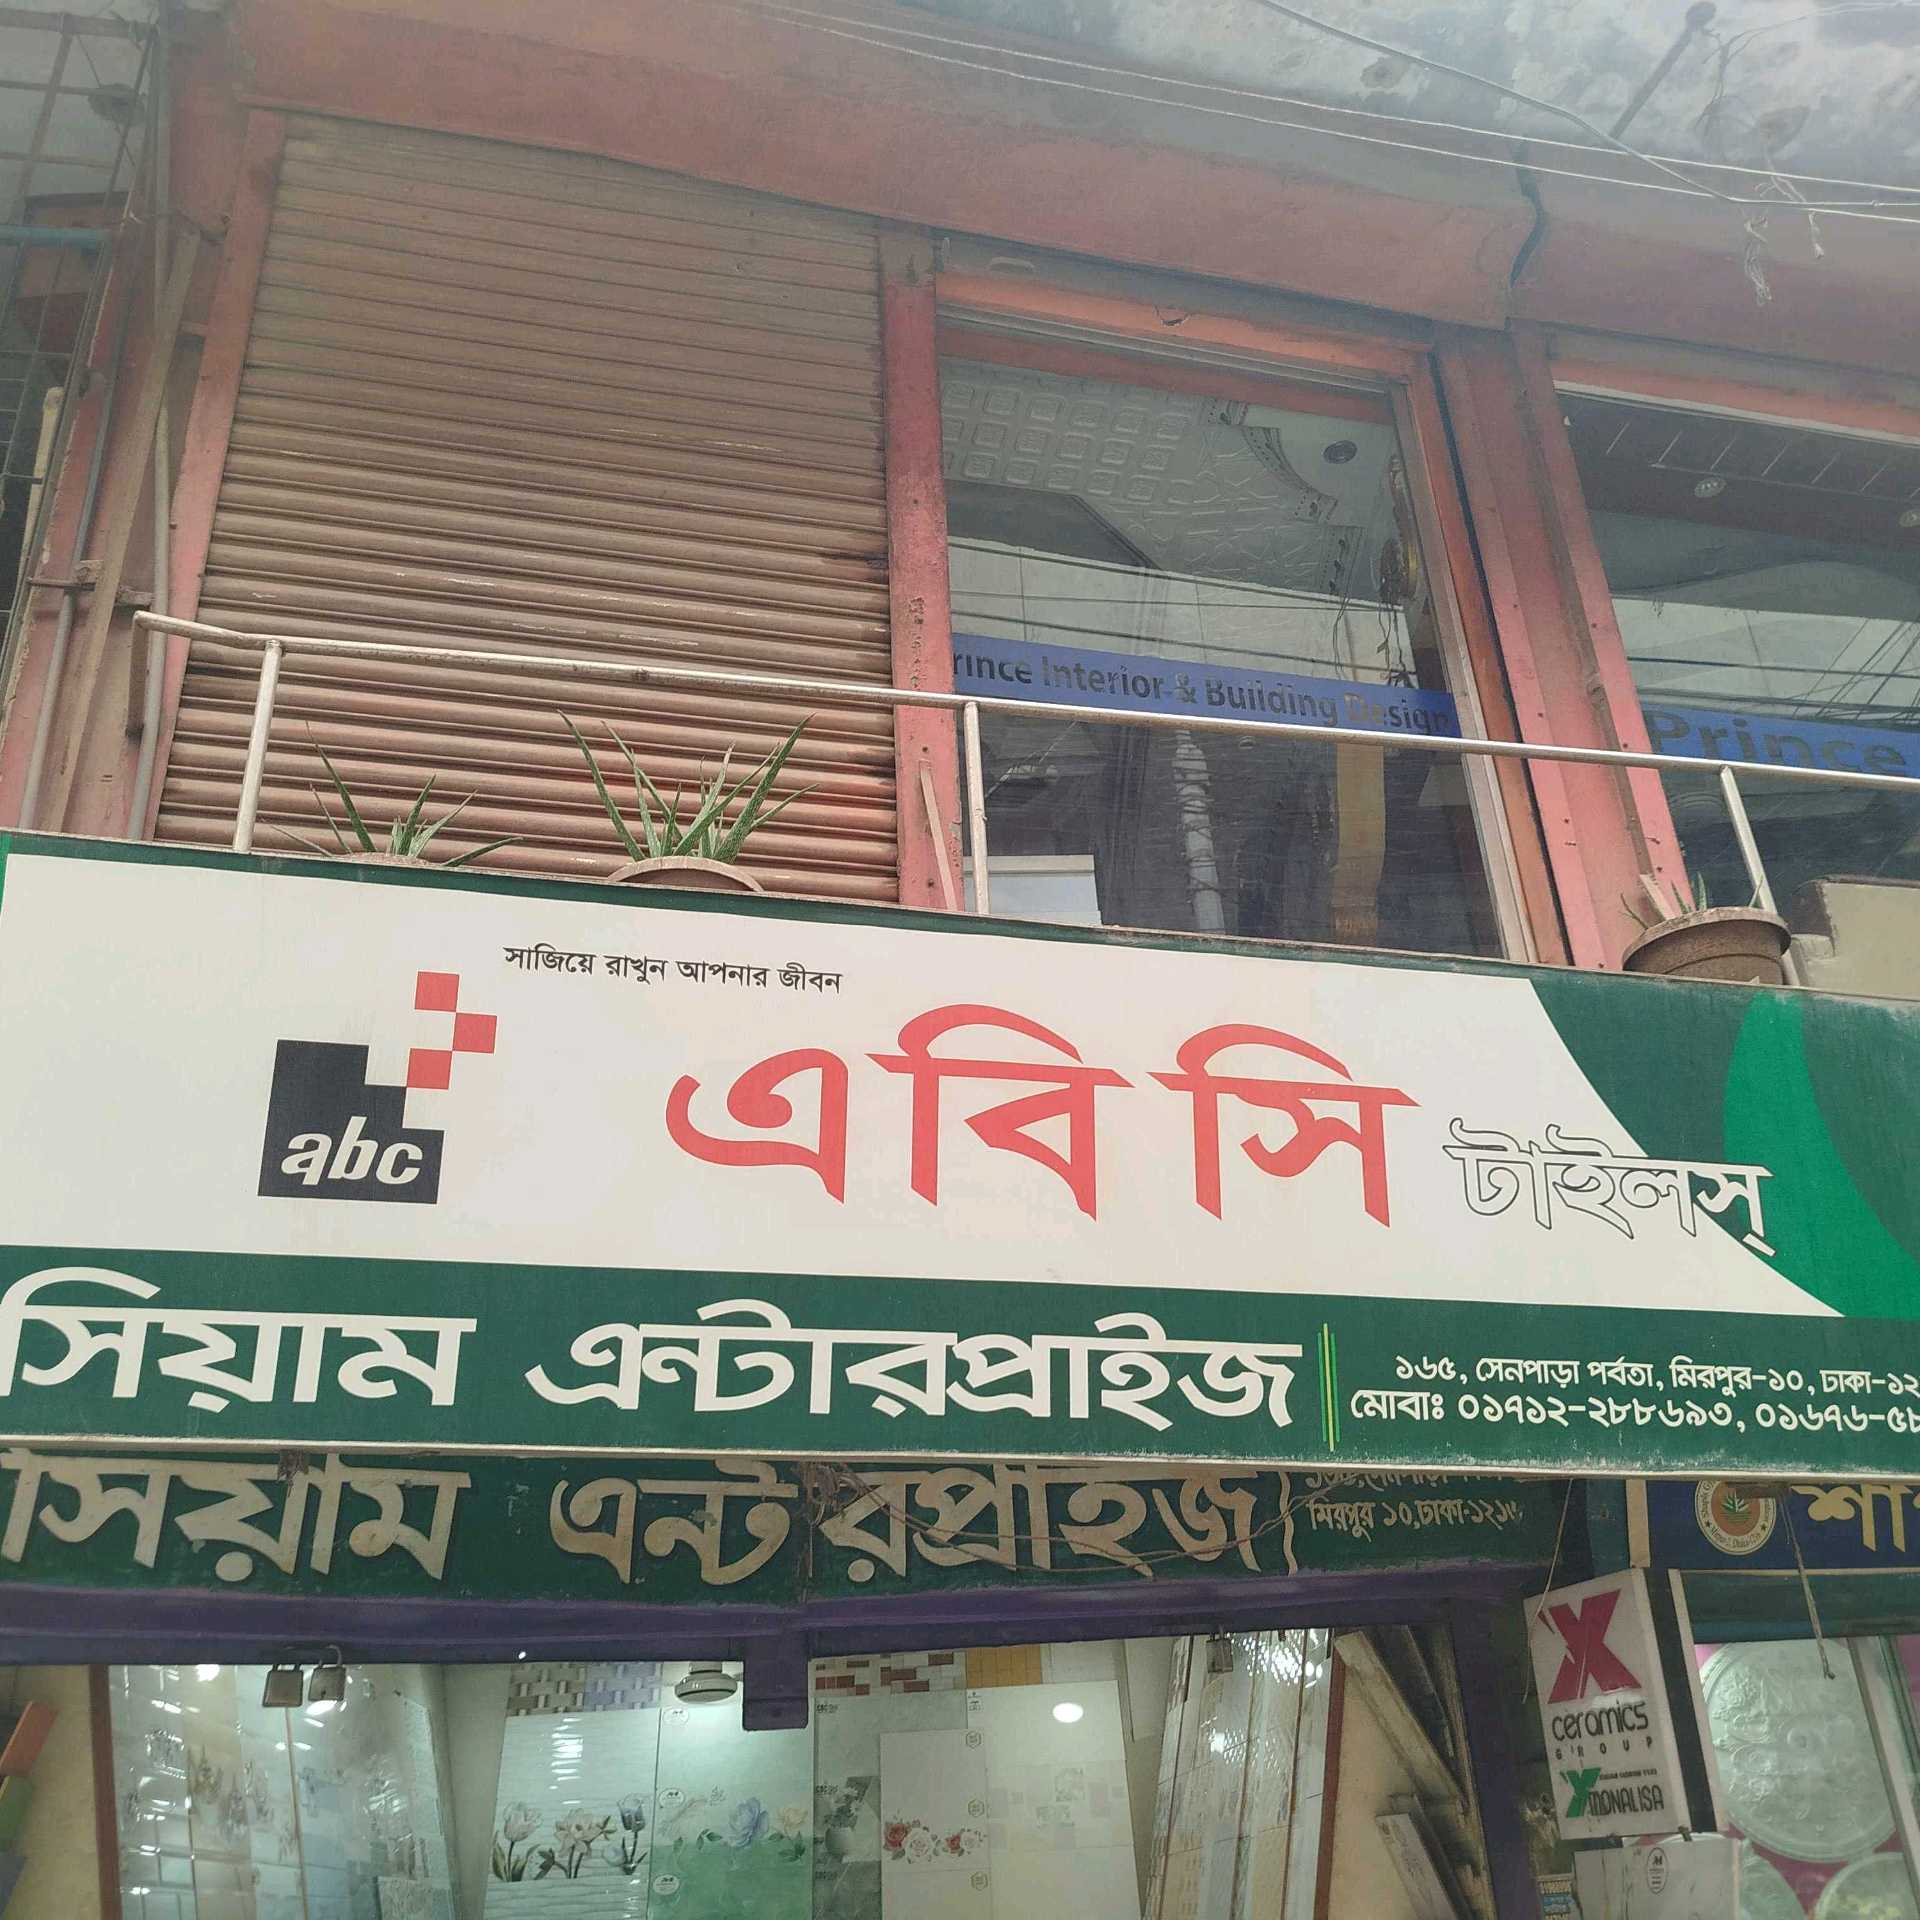 rince Interior & Building Design
Prince
সাজিয়ে রাখুন আপনার জীবন
abc
এবিসি
টাইলস্
সিয়াম এন্টারপ্রাইজ
১৬৫, সেনপাড়া পর্বতা, মিরপুর-১০, ঢাকা-১২
মোবাঃ ০১৭১২-২৮৮৬৯৩, ০১৬৭৬-৫৮
সিয়াম এন্টারপ্রাইজ
মিরপুর ১০,ঢাকা-১২১৬
X
ceramics
GROUP
MONALISA